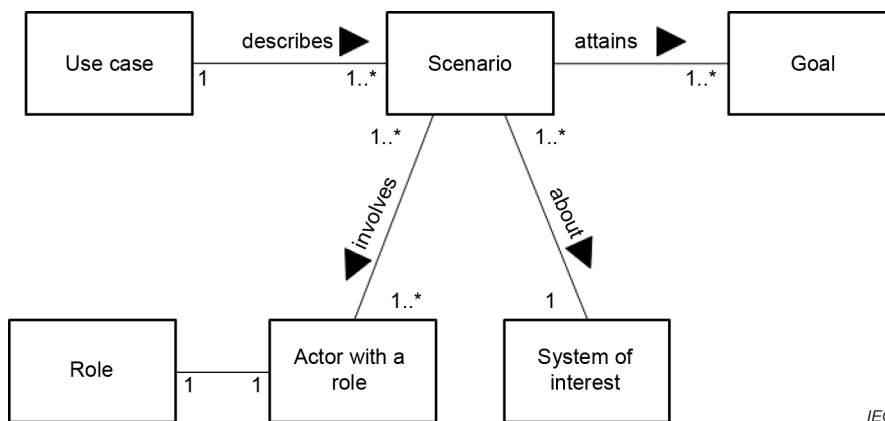 describes
attains
Use case
Scenario
Goal
1
1..*
1..*
1..*
1..*
involves
about
1..*
1
Role
Actor with a
role
System of
interest
1
1
IEC